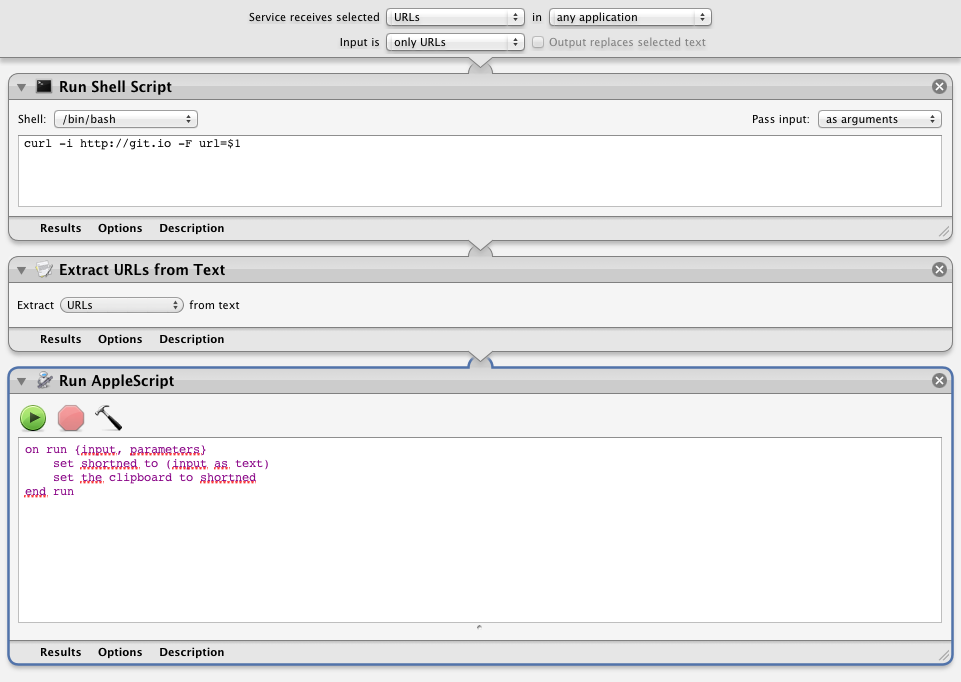 Service receives selected URLs in any application
Input is only URLs Output replaces selected text
Run Shell Script
Shell: /bin/bash Pass input: as arguments
curl -i http://git.io -F url=$1
Results Options Description
Extract URLs from Text
Extract URLs from text
Results Options Description
Run AppleScript
on run {input, parameters}
set shortned to (input as text)
set the clipboard to shortned
end run
Results Options Description